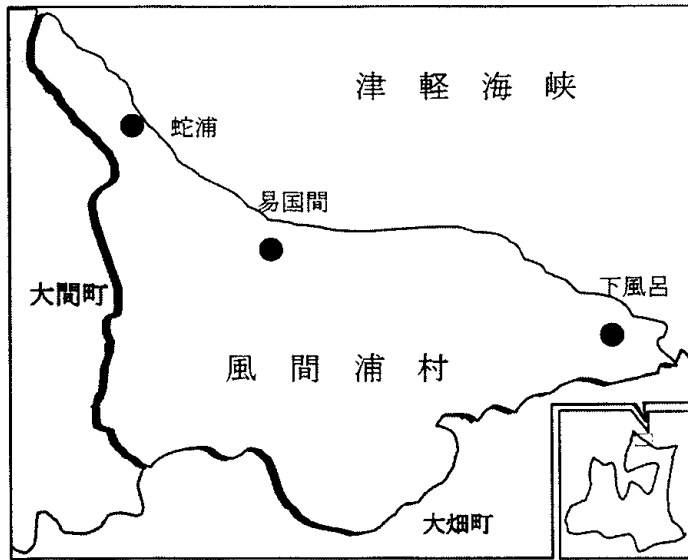 津軽海峡
蛇浦
易国間
下風呂
大間町
風間浦村
大畑町